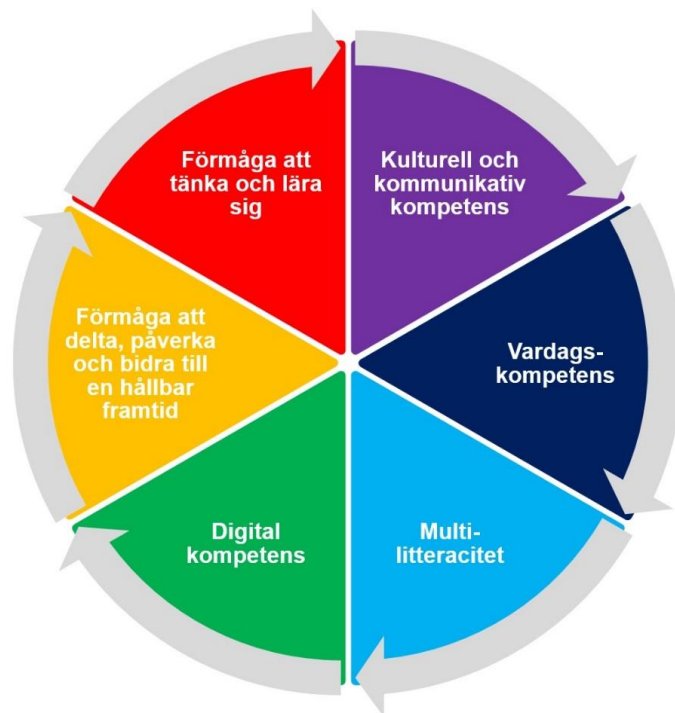 Förmåga att
tänka och lära
sig
Kulturell och
kommunikativ
kompetens
Vardags-
kompetens
Multi-
litteracitet
Digital
kompetens
Förmåga att
delta, påverka
och bidra till
en hållbar
framtid